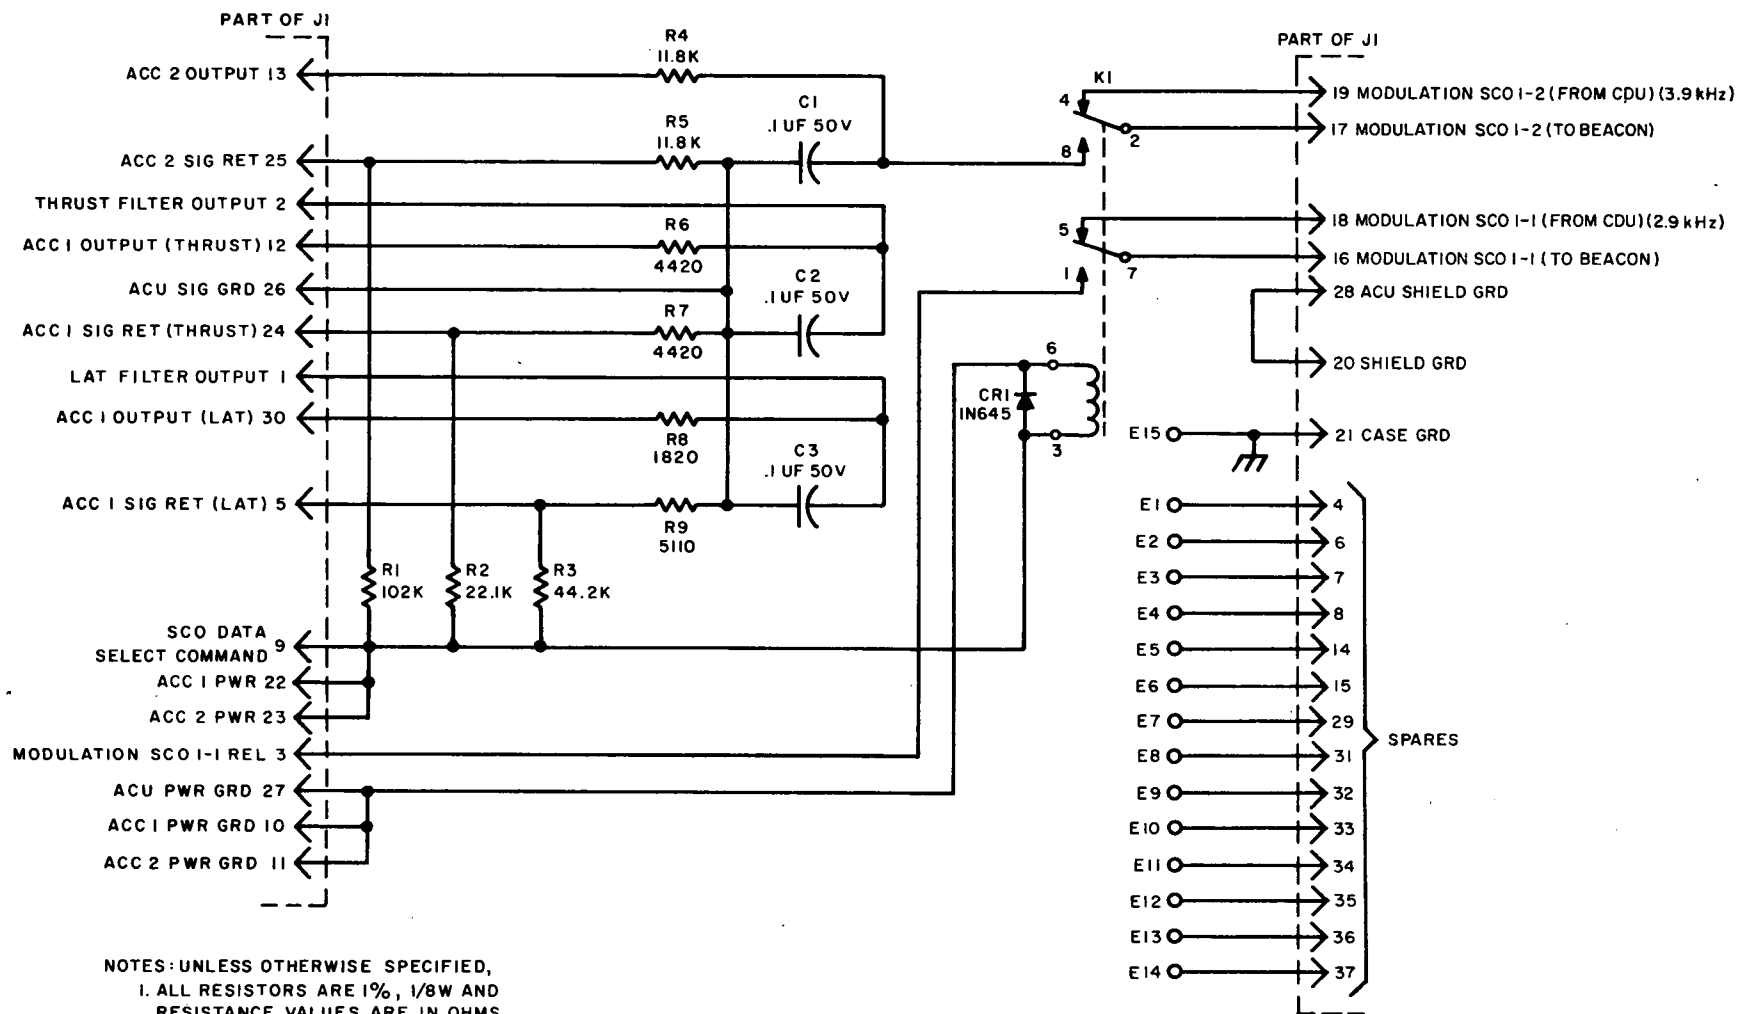 PART OF J1
ACC 2 OUTPUT 13
ACC 2 SIG RET 25
THRUST FILTER OUTPUT 2
ACC 1 OUTPUT (THRUST) 12
ACU SIG GRD 26
ACC 1 SIG RET (THRUST) 24
LAT FILTER OUTPUT 1
ACC 1 OUTPUT (LAT) 30
ACC 1 SIG RET (LAT) 5
SCO DATA
SELECT COMMAND 9
ACC 1 PWR 22
ACC 2 PWR 23
MODULATION SCO 1-1 REL 3
ACU PWR GRD 27
ACC 1 PWR GRD 10
ACC 2 PWR GRD 11
R4
11.8K
R5
11.8K
R6
4420
R7
4420
R8
1820
R9
5110
C1
.1UF 50V
C2
.1UF 50V
C3
.1UF 50V
R1
102K
R2
22.1K
R3
44.2K
K1
4
2
8
5
7
1
6
CR1
1N645
3
PART OF J1
19 MODULATION SCO 1-2 (FROM CDU) (3.9 kHz)
17 MODULATION SCO 1-2 (TO BEACON)
18 MODULATION SCO 1-1 (FROM CDU) (2.9 kHz)
16 MODULATION SCO 1-1 (TO BEACON)
28 ACU SHIELD GRD
20 SHIELD GRD
E15 21 CASE GRD
E1 4
E2 6
E3 7
E4 8
E5 14
E6 15
E7 29
E8 31
E9 32
E10 33
E11 34
E12 35
E13 36
E14 37
SPARES
NOTES: UNLESS OTHERWISE SPECIFIED,
1. ALL RESISTORS ARE 1%, 1/8W AND
RESISTANCE VALUES ARE IN OHMS